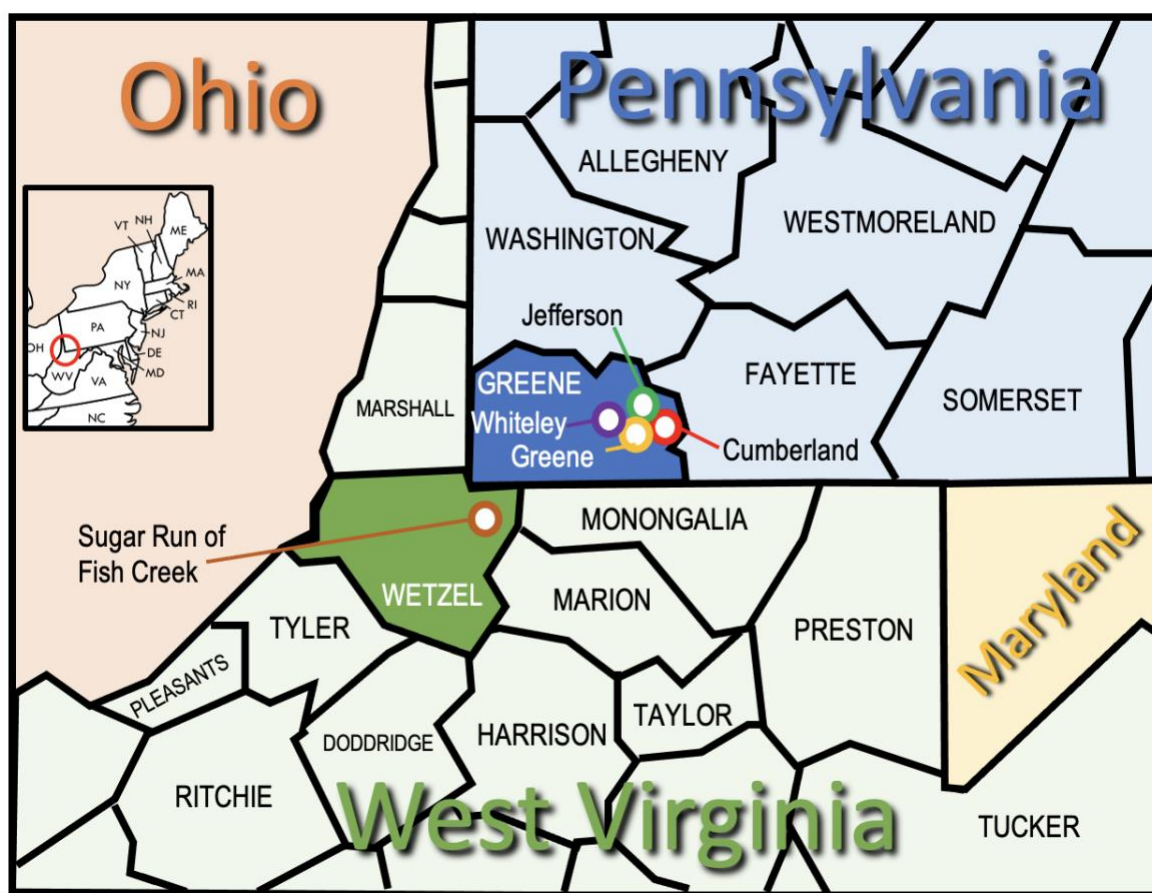 Ohio
Pennsylvania
ALLEGHENY
WESTMORELAND
WASHINGTON
VT
NH
ME
NY
MA
RI
CT
PA
NJ
OH
DE
MD
WV
VA
NC
Jefferson
GREENE
FAYETTE
SOMERSET
MARSHALL
Whiteley
Greene
Cumberland
Sugar Run of
Fish Creek
MONONGALIA
WETZEL
MARION
TYLER
PRESTON
Maryland
PLEASANTS
TAYLOR
DODDRIDGE
HARRISON
RITCHIE
West Virginia
TUCKER